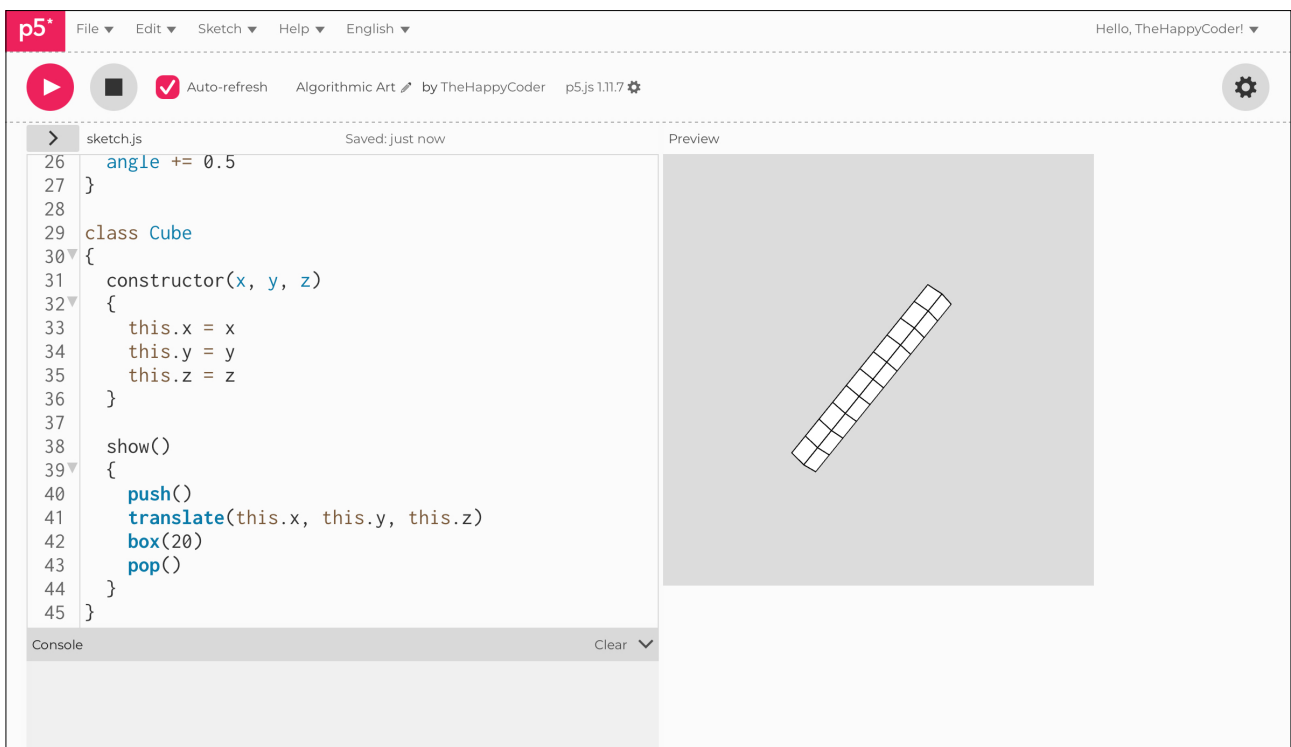 p5* File Edit Sketch Help English Hello, TheHappyCoder!
Auto-refresh Algorithmic Art by TheHappyCoder p5.js 1.11.7
sketch.js Saved: just now Preview
26   angle += 0.5
27 }
28
29 class Cube
30 {
31   constructor(x, y, z)
32   {
33     this.x = x
34     this.y = y
35     this.z = z
36   }
37
38   show()
39   {
40     push()
41     translate(this.x, this.y, this.z)
42     box(20)
43     pop()
44   }
45 }
Console Clear